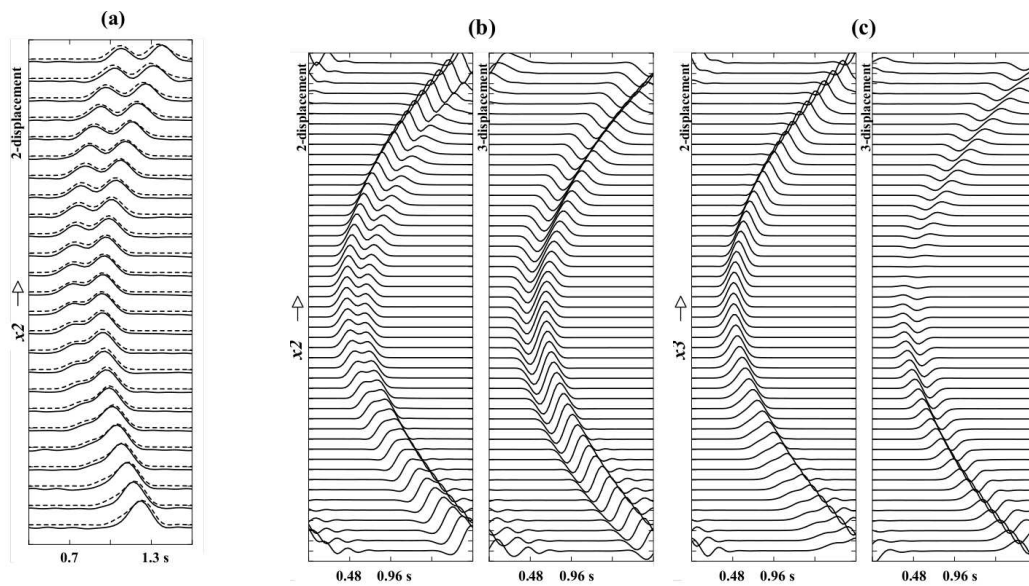 (a)
(b)
(c)
2-displacement
x2
0.7 1.3 s
2-displacement
x2
0.48 0.96 s
3-displacement
0.48 0.96 s
2-displacement
x3
0.48 0.96 s
3-displacement
0.48 0.96 s